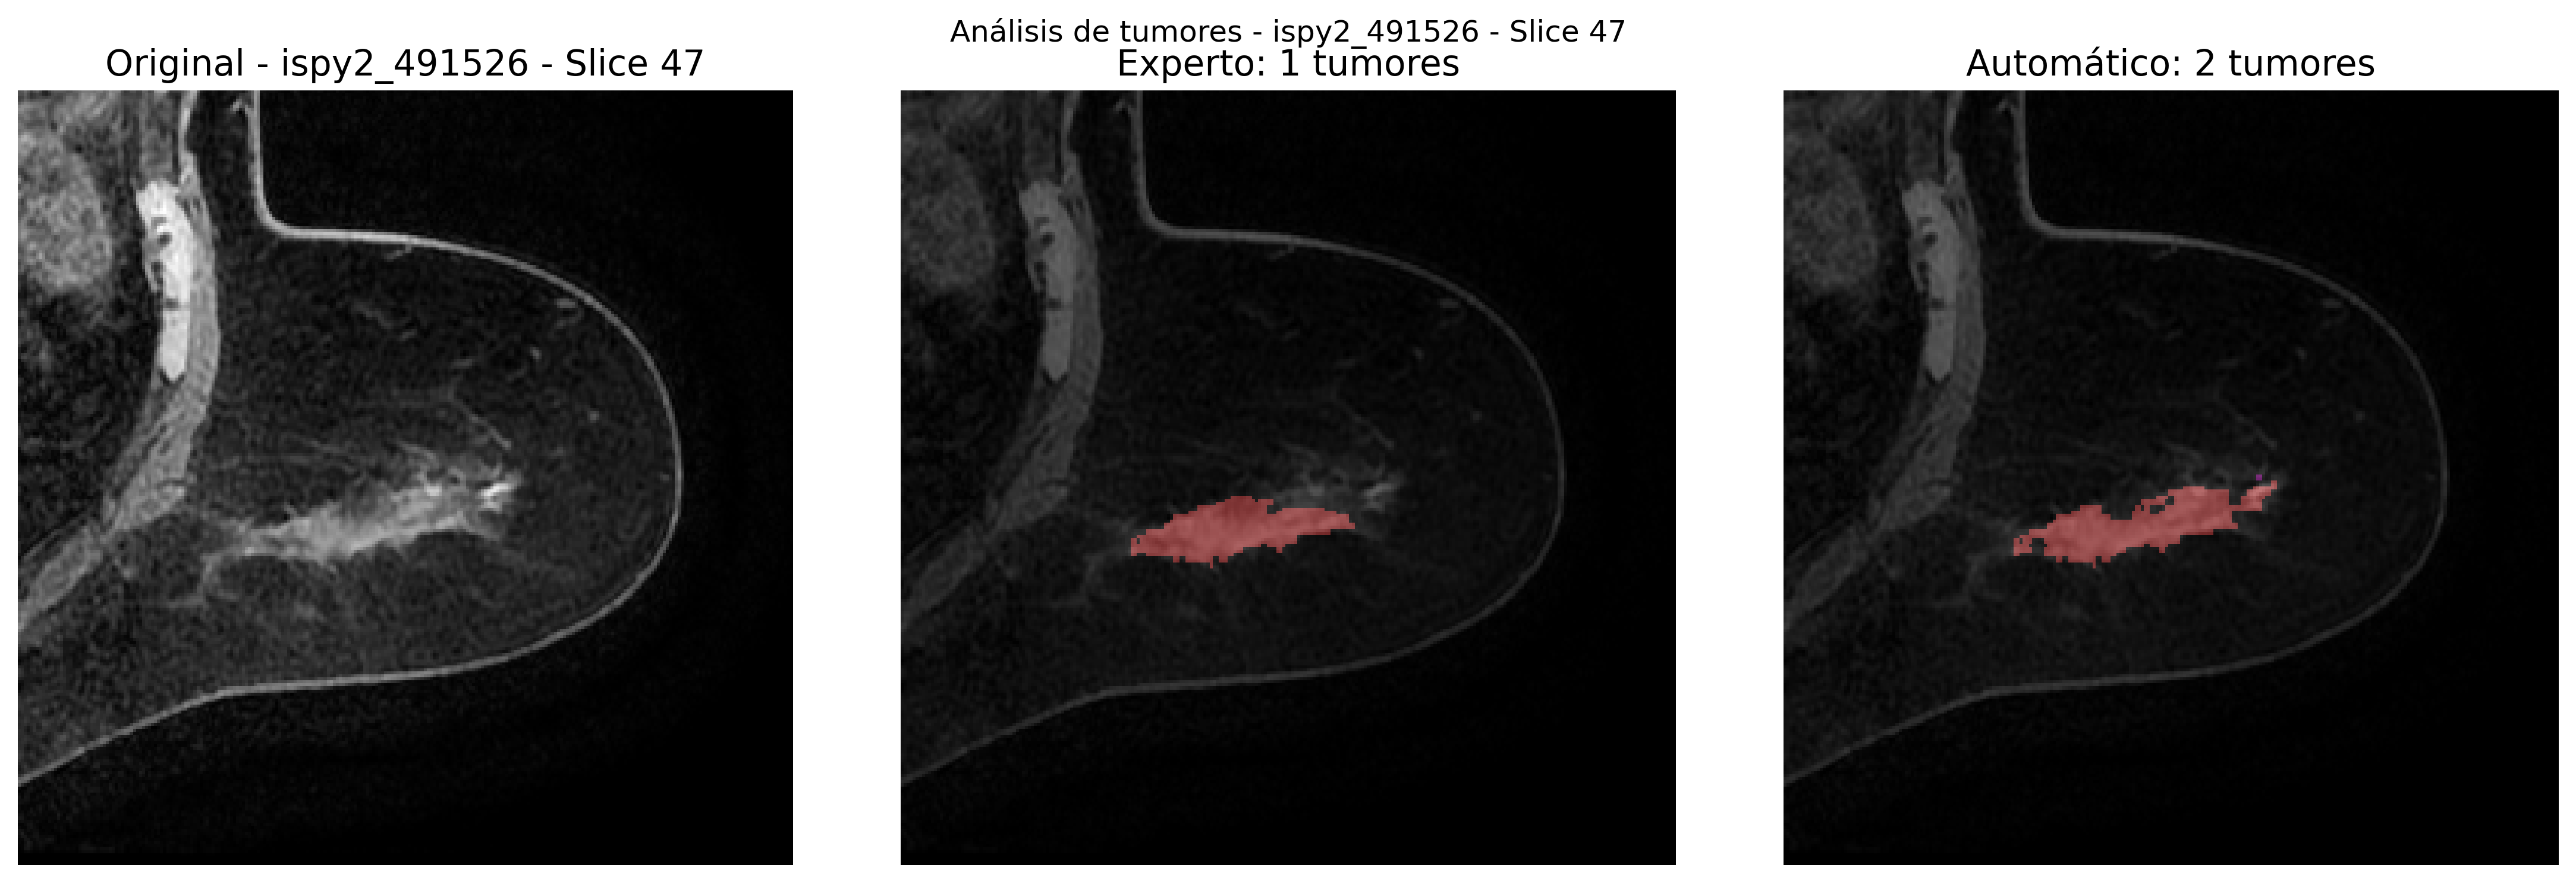 Análisis de tumores - ispy2_491526 - Slice 47
Original - ispy2_491526 - Slice 47
Experto: 1 tumores
Automático: 2 tumores